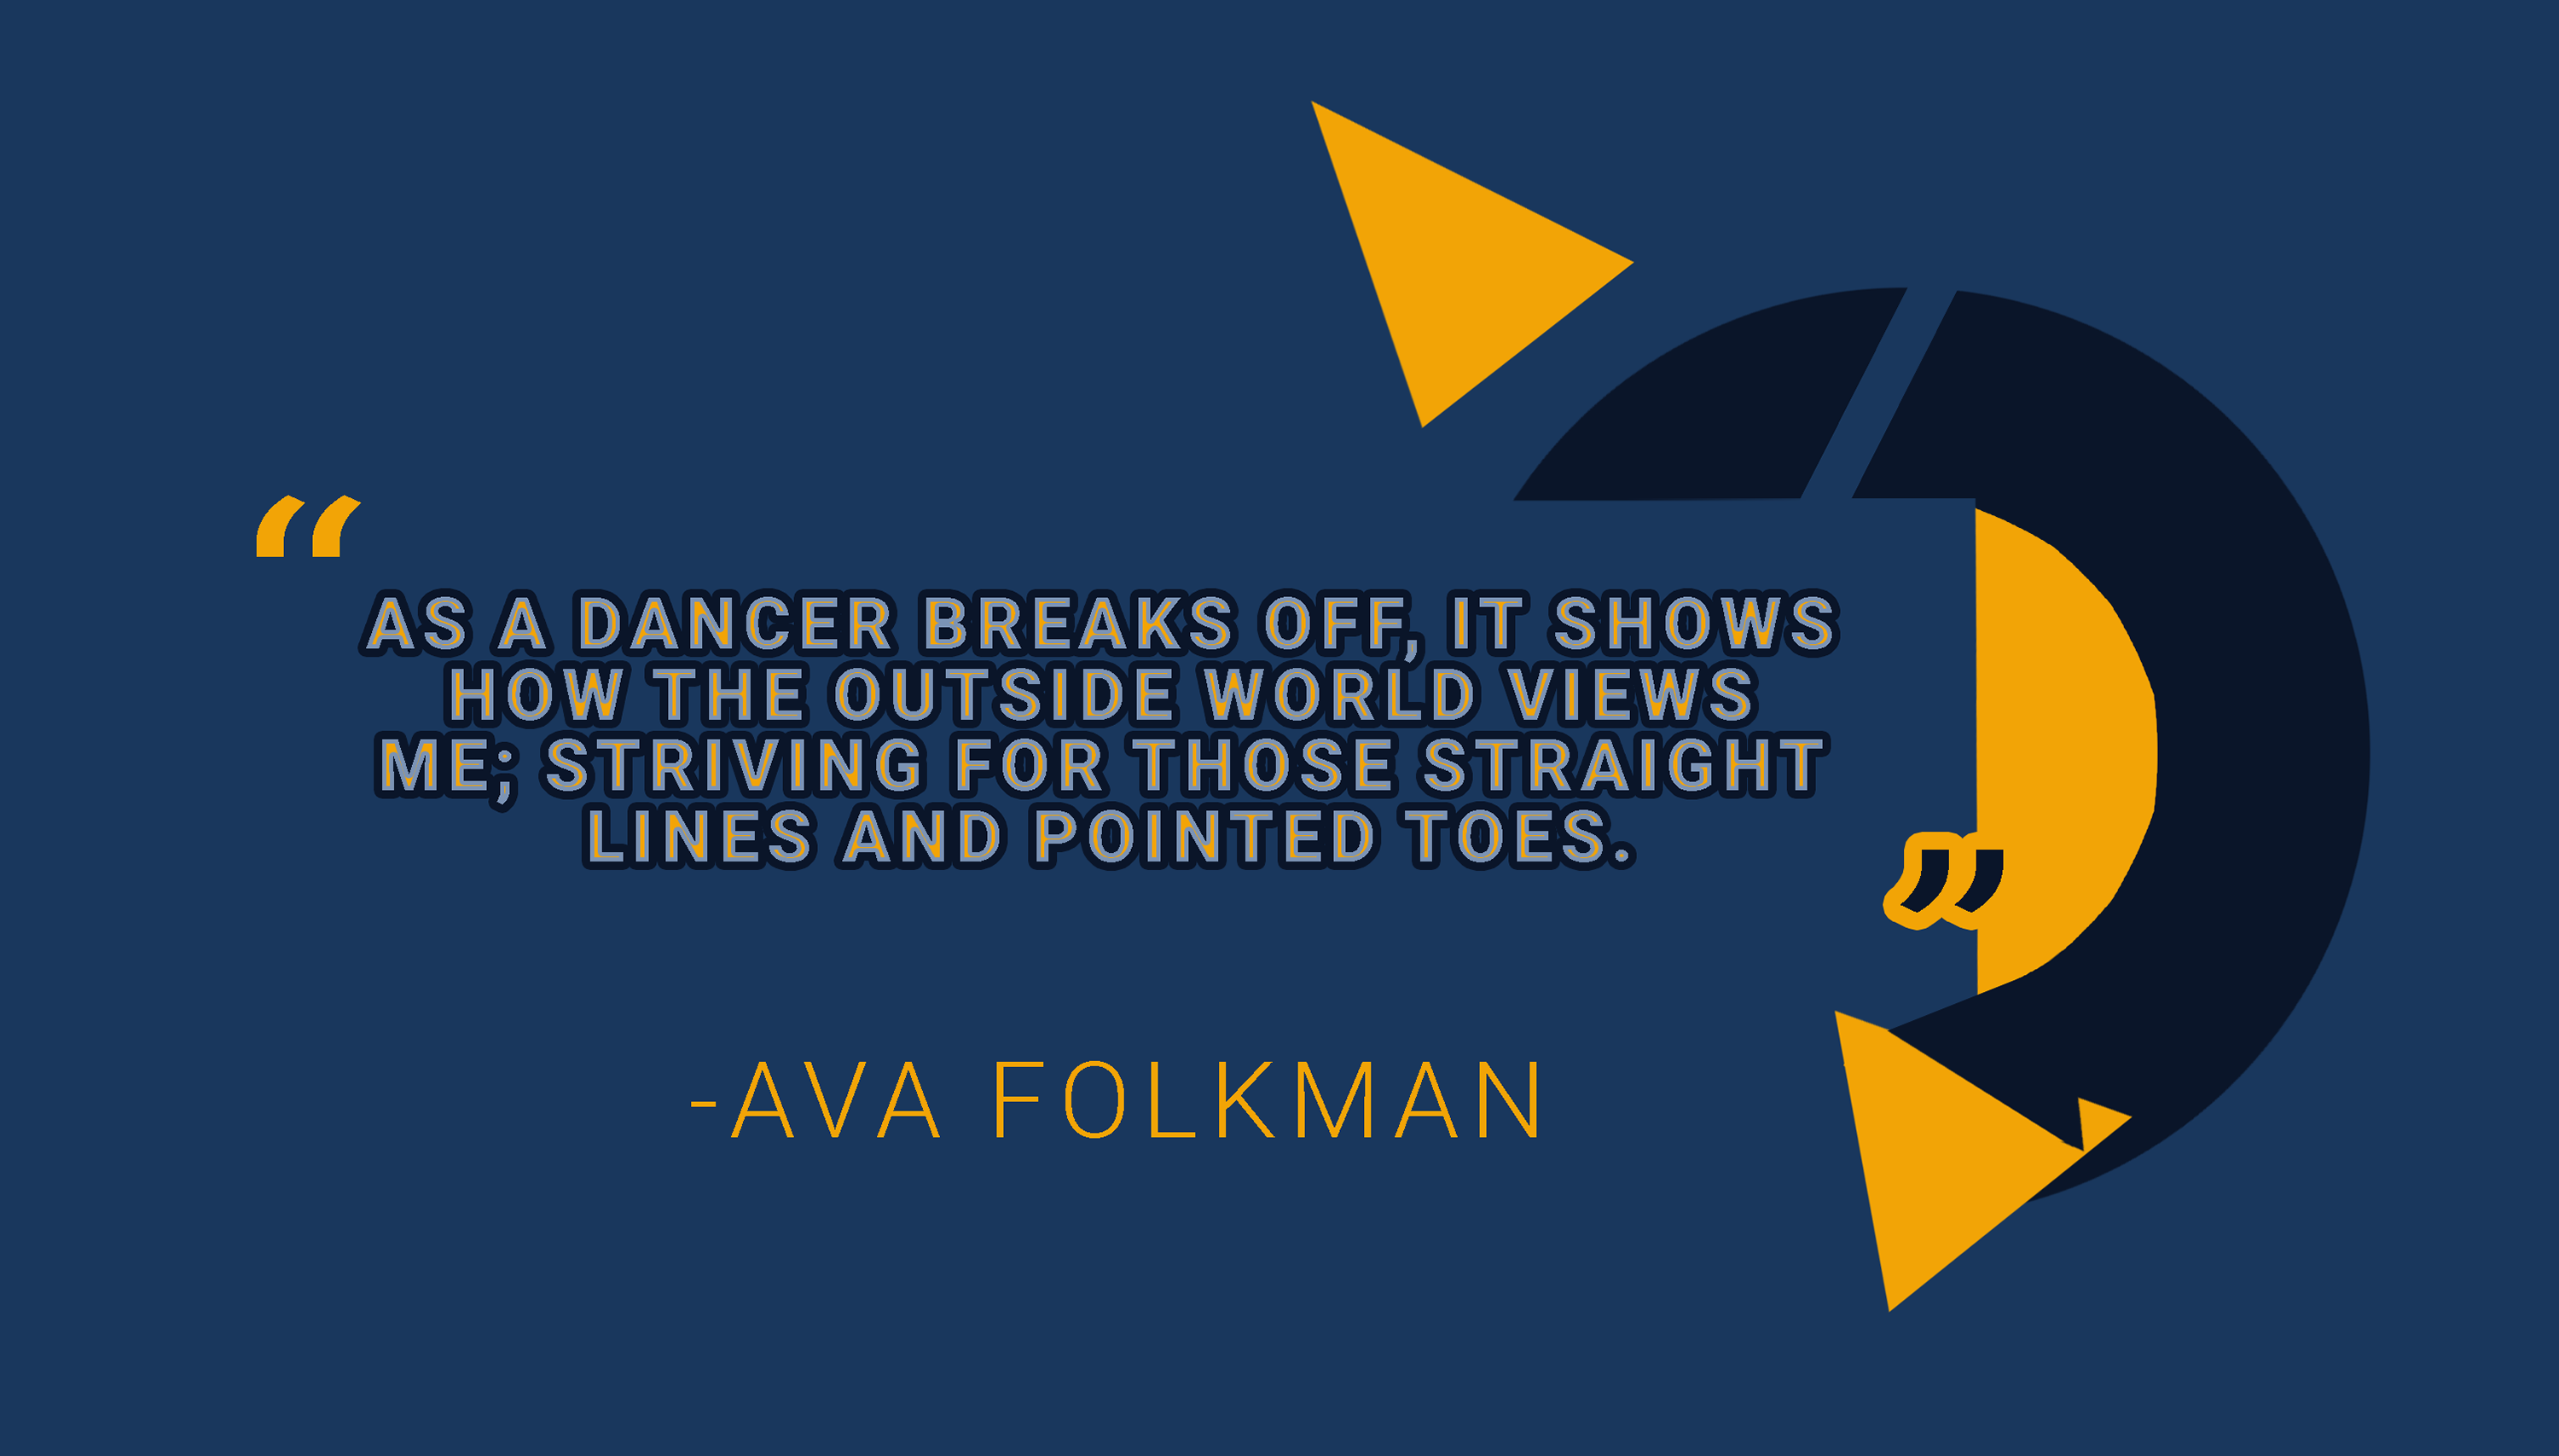 “
AS A DANCER BREAKS OFF, IT SHOWS
HOW THE OUTSIDE WORLD VIEWS
ME; STRIVING FOR THOSE STRAIGHT
LINES AND POINTED TOES.
”
-AVA FOLKMAN